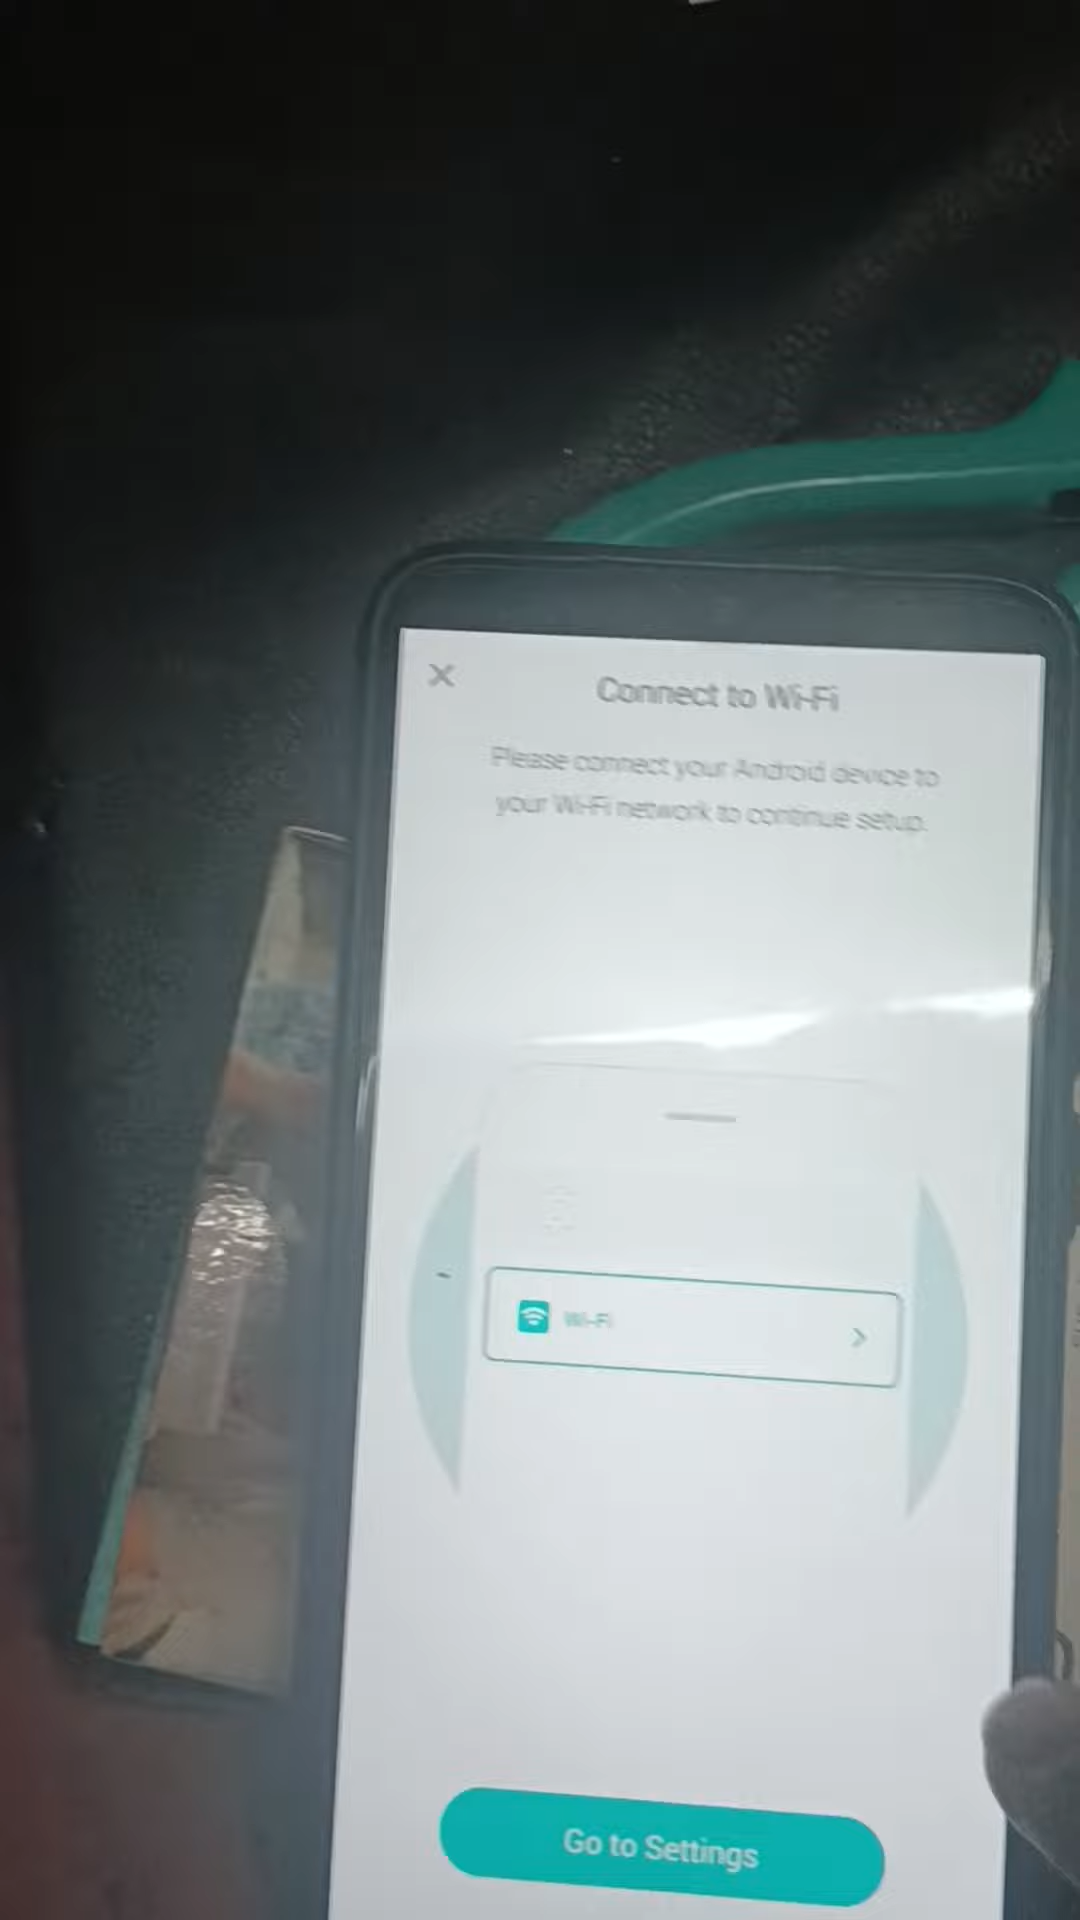 Connect to Wi-Fi
Please connect your Android device to
your Wi-Fi network to continue setup.
Wi-Fi
Go to Settings